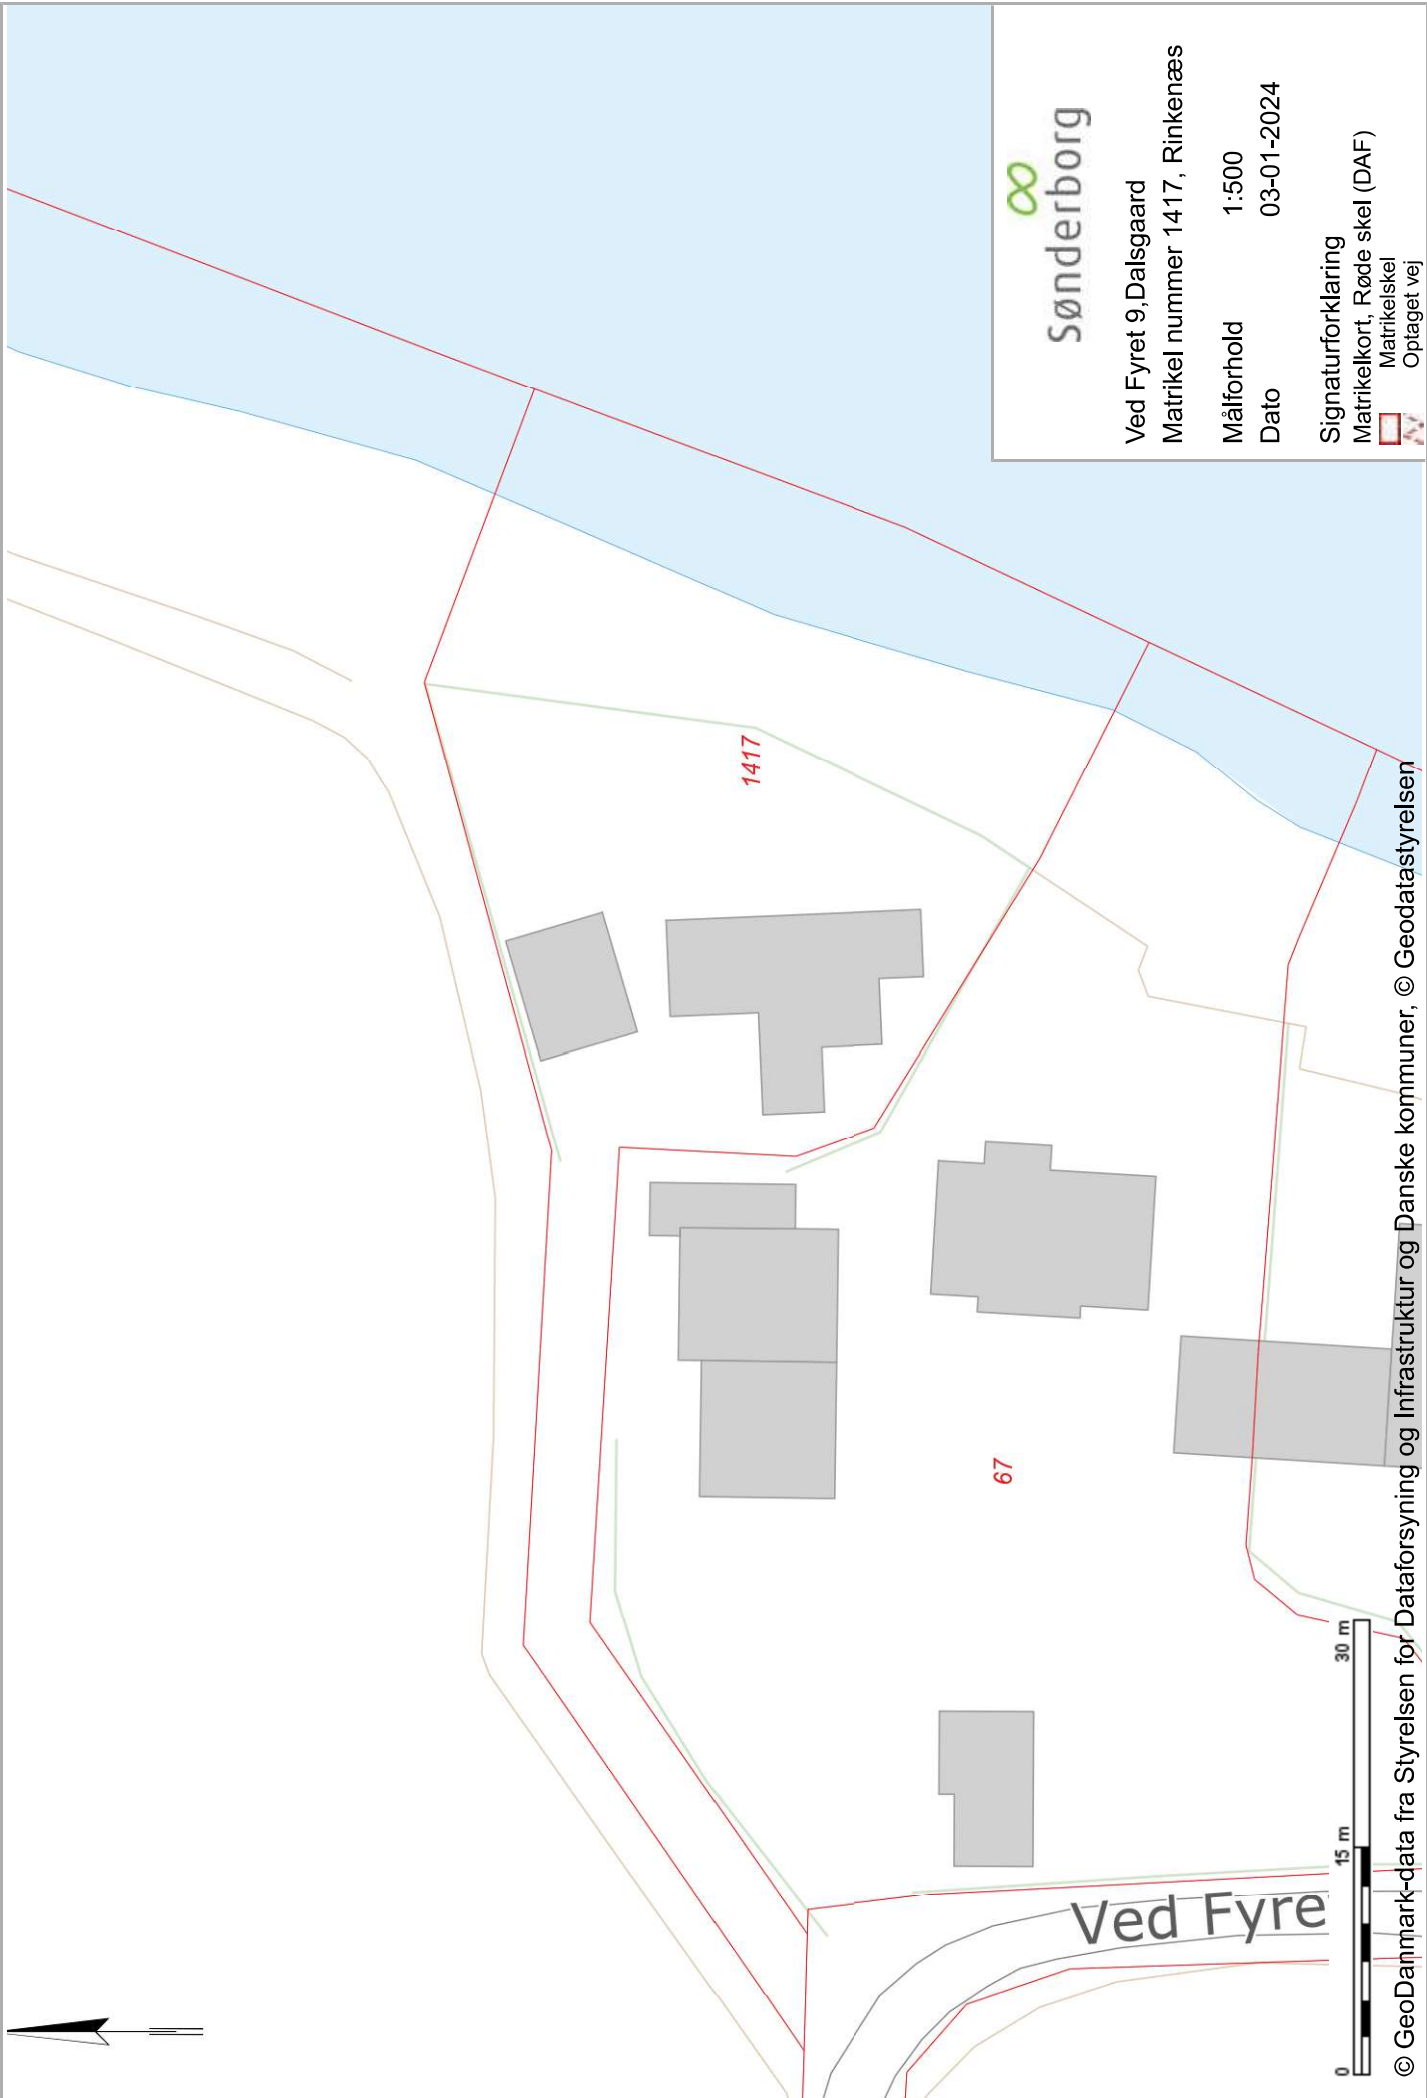 Sønderborg
Ved Fyret 9,Dalsgaard
Matrikel nummer 1417, Rinkenæs
Målforhold 1:500
Dato 03-01-2024
Signaturforklaring
Matrikelkort, Røde skel (DAF)
Matrikelskel
Optaget vej
1417
67
Ved Fyre
0 15 m 30 m
© GeoDanmark-data fra Styrelsen for Dataforsyning og Infrastruktur og Danske kommuner, © Geodatastyrelsen